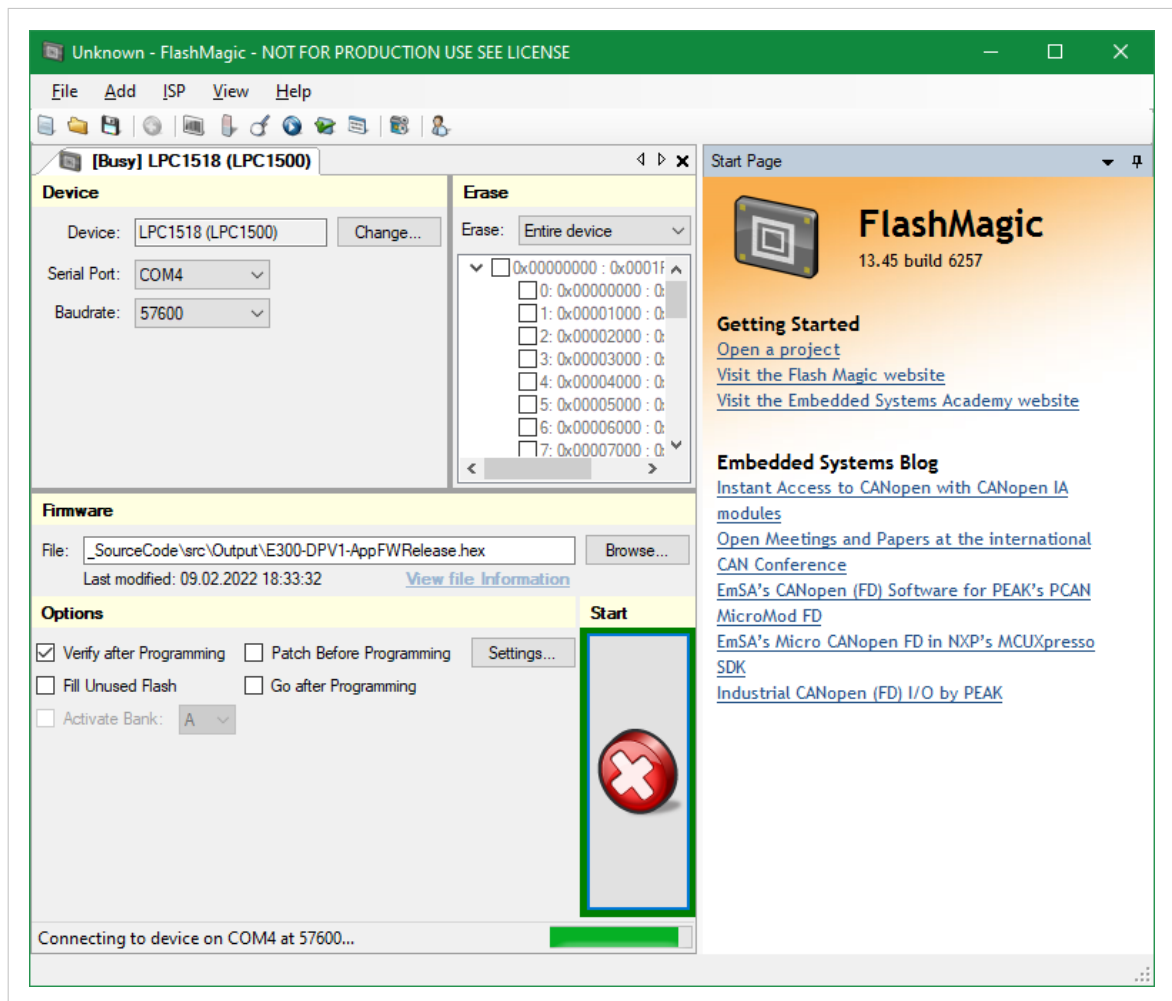 Unknown - FlashMagic - NOT FOR PRODUCTION USE SEE LICENSE
File Add ISP View Help
[Busy] LPC1518 (LPC1500)
Device
Device: LPC1518 (LPC1500) Change...
Serial Port: COM4
Baudrate: 57600
Erase
Erase: Entire device
0x00000000 : 0x0001F
0: 0x00000000 : 0x
1: 0x00001000 : 0x
2: 0x00002000 : 0x
3: 0x00003000 : 0x
4: 0x00004000 : 0x
5: 0x00005000 : 0x
6: 0x00006000 : 0x
7: 0x00007000 : 0x
Firmware
File: _SourceCode\src\Output\E300-DPV1-AppFWRelease.hex Browse...
Last modified: 09.02.2022 18:33:32 View file Information
Options
Verify after Programming Patch Before Programming Settings...
Fill Unused Flash Go after Programming
Activate Bank: A
Start
Connecting to device on COM4 at 57600...
Start Page
FlashMagic
13.45 build 6257
Getting Started
Open a project
Visit the Flash Magic website
Visit the Embedded Systems Academy website
Embedded Systems Blog
Instant Access to CANopen with CANopen IA
modules
Open Meetings and Papers at the international
CAN Conference
EmSA's CANopen (FD) Software for PEAK's PCAN
MicroMod FD
EmSA's Micro CANopen FD in NXP's MCUXpresso
SDK
Industrial CANopen (FD) I/O by PEAK